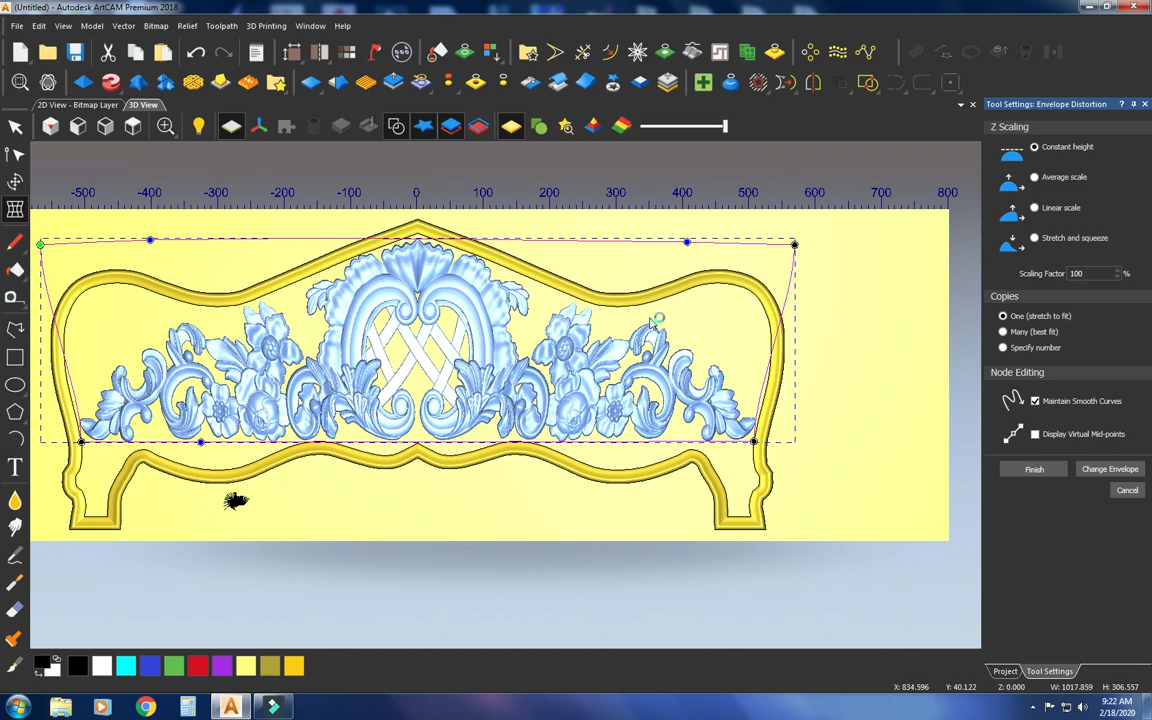 (Untitled) - Autodesk ArtCAM Premium 2018
File Edit View Model Vector Bitmap Relief Toolpath 3D Printing Window Help
2D View - Bitmap Layer 3D View
Tool Settings: Envelope Distortion
Z Scaling
Constant height
Average scale
Linear scale
Stretch and squeeze
Scaling Factor 100 %
Copies
One (stretch to fit)
Many (best fit)
Specify number
Node Editing
Maintain Smooth Curves
Display Virtual Mid-points
Finish Change Envelope
Cancel
-500 -400 -300 -200 -100 0 100 200 300 400 500 600 700 800
Project Tool Settings
X: 834.596 Y: 40.122 Z: 0.000 W: 1017.859 H: 306.557
9:22 AM
2/18/2020